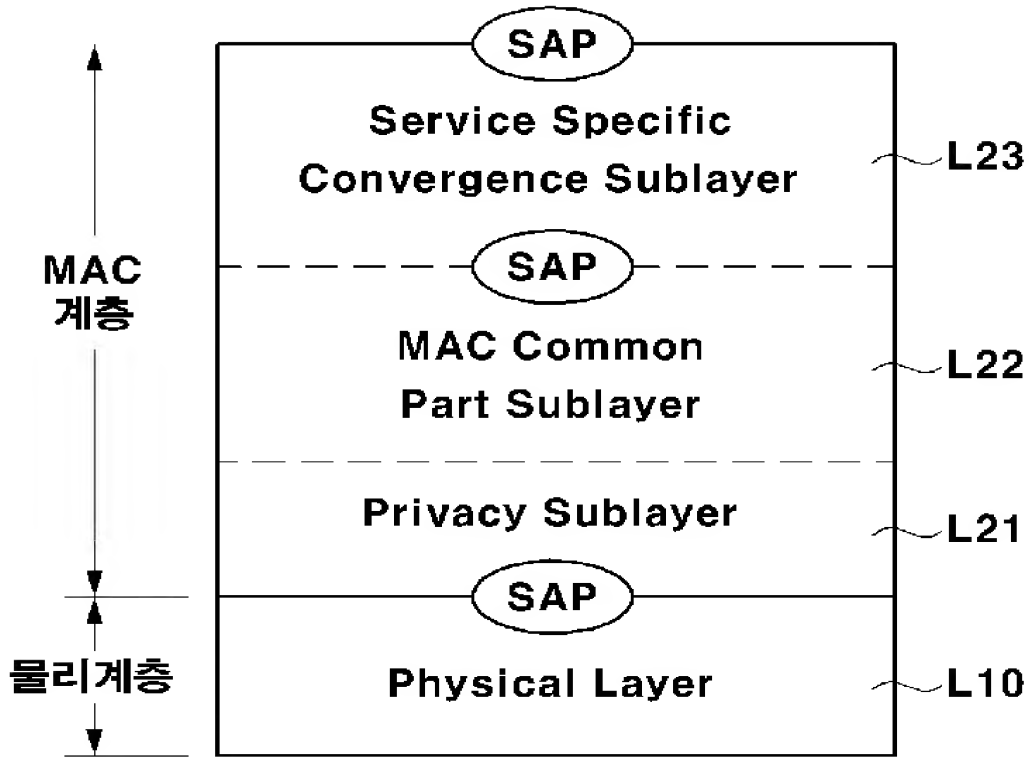 SAP
Service Specific
Convergence Sublayer
L23
SAP
MAC
계층
MAC Common
Part Sublayer
L22
Privacy Sublayer
L21
SAP
물리계층
Physical Layer
L10